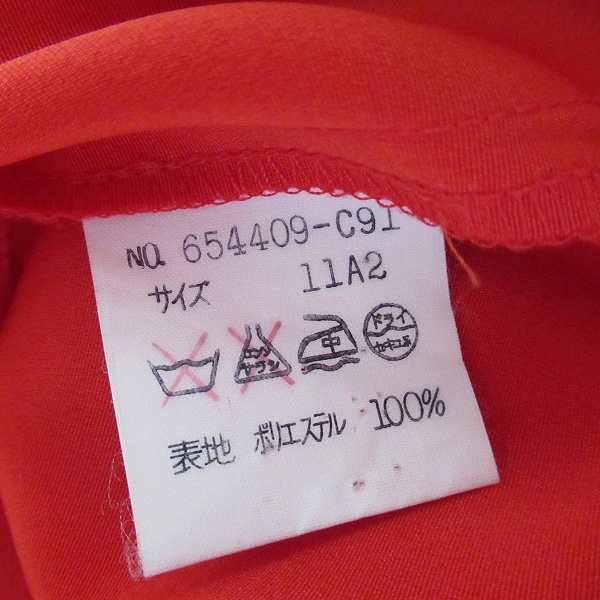 NO. 654409-C91
サイズ 11A2
エンソ サラシ 中 ドライ セキユ系
表地 ポリエステル 100%